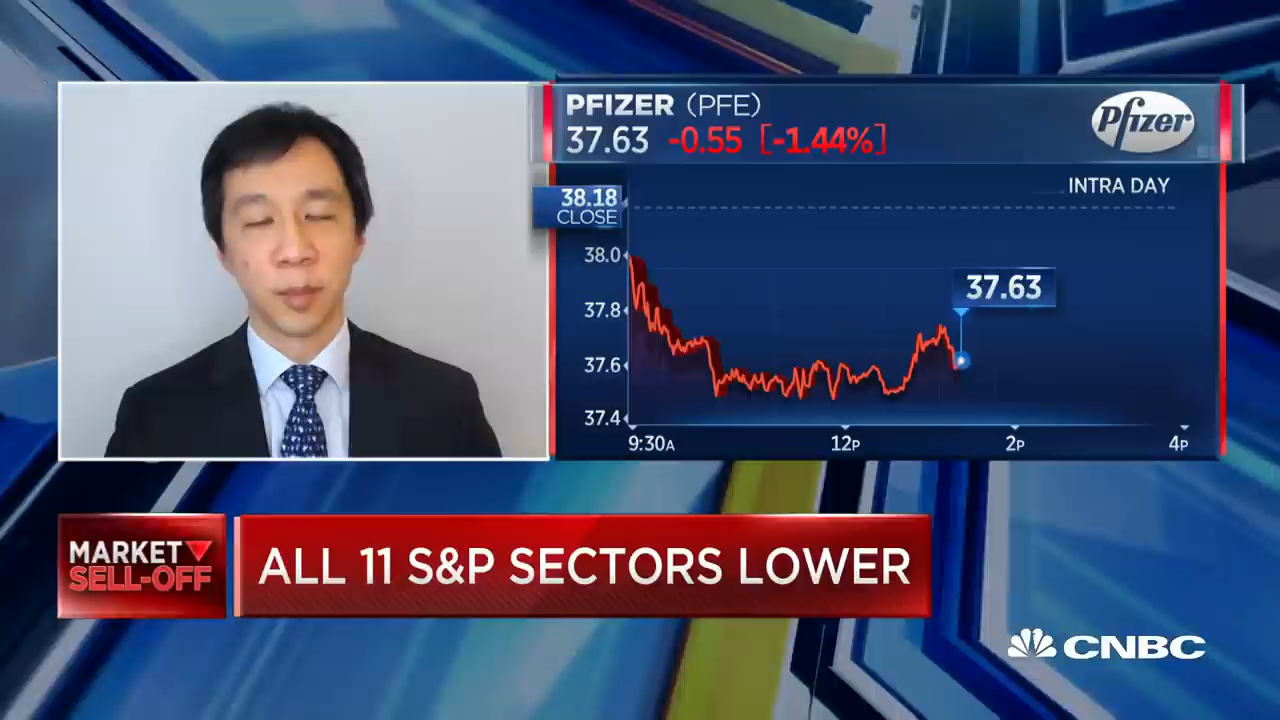 PFIZER (PFE)
37.63 -0.55 [-1.44%]
Pfizer
INTRA DAY
38.18
CLOSE
38.0
37.8
37.6
37.4
37.63
9:30A
12P
2P
4P
MARKET
SELL-OFF
ALL 11 S&P SECTORS LOWER
CNBC